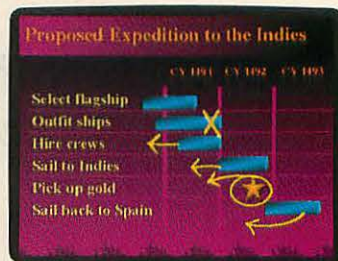 Proposed Expedition to the Indies
CY 1491 CY 1492 CY 1493
Select flagship
Outfit ships
Hire crews
Sail to Indies
Pick up gold
Sail back to Spain